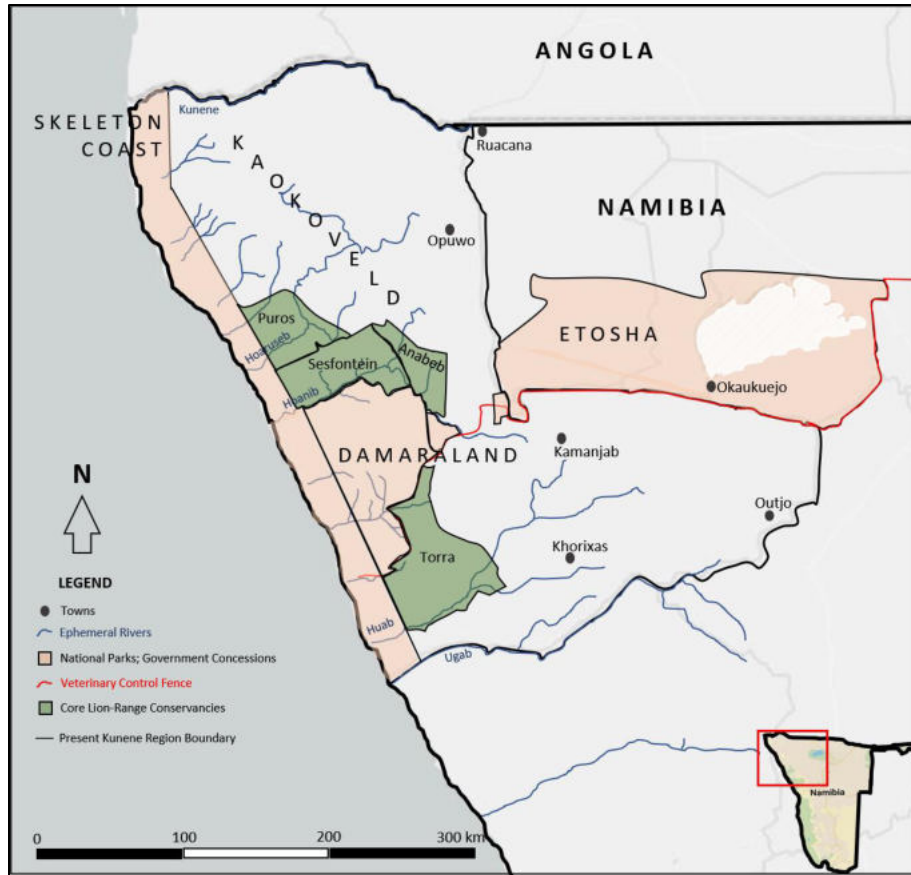 ANGOLA
SKELETON
COAST
Kunene
Ruacana
KAOKOVELD
NAMIBIA
Opuwo
Puros
Hoaruseb
Sesfontein
Anabeb
ETOSHA
Okaukuejo
Hoanib
DAMARALAND
Kamanjab
N
Outjo
Torra
Khorixas
LEGEND
Towns
Ephemeral Rivers
National Parks; Government Concessions
Veterinary Control Fence
Core Lion-Range Conservancies
Present Kunene Region Boundary
Huab
Ugab
Namibia
0 100 200 300 km